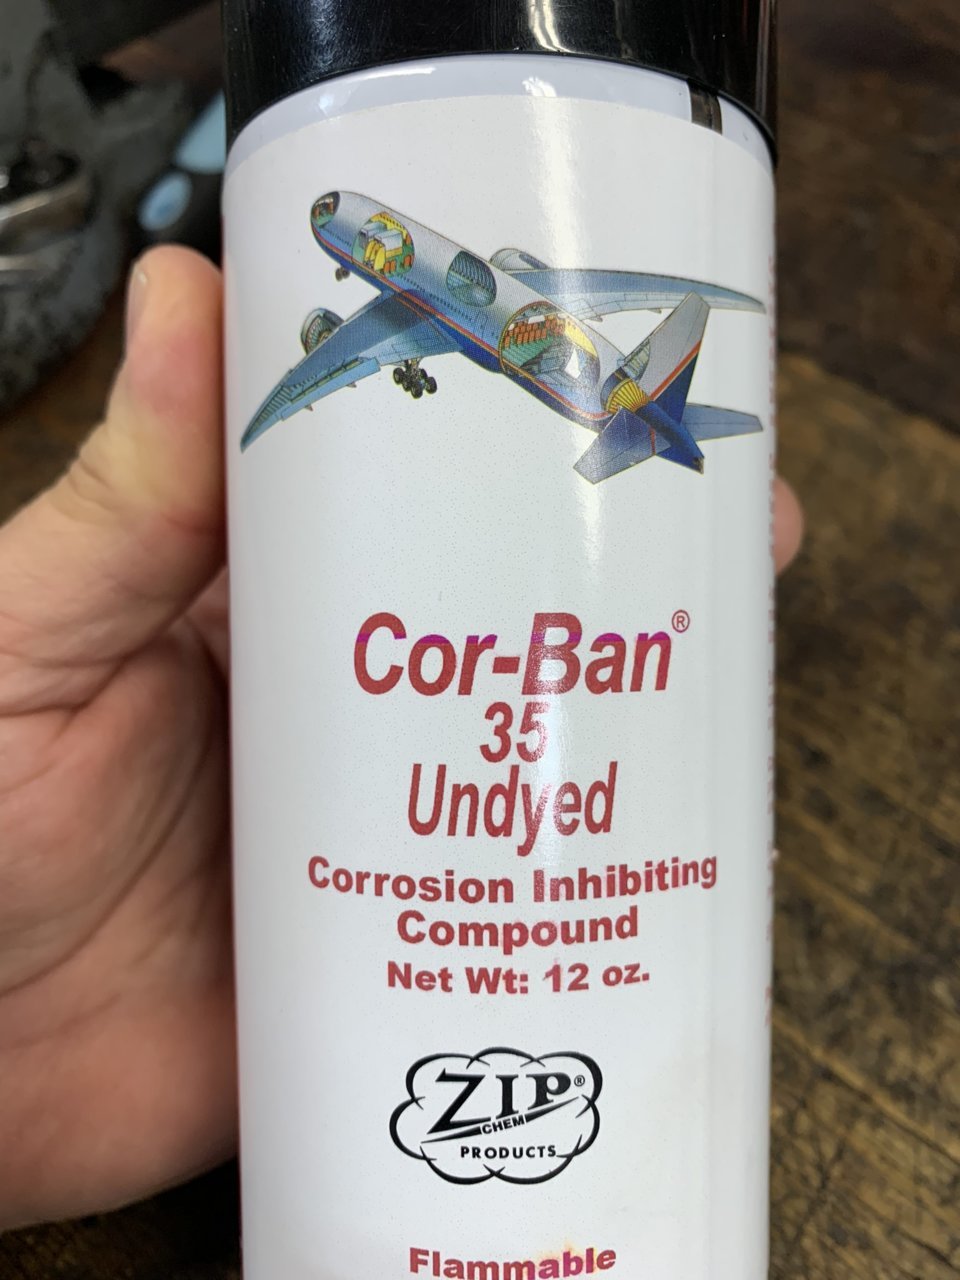 Cor-Ban®
35
Undyed
Corrosion Inhibiting
Compound
Net Wt: 12 oz.
ZIP®
CHEM
PRODUCTS
Flammable